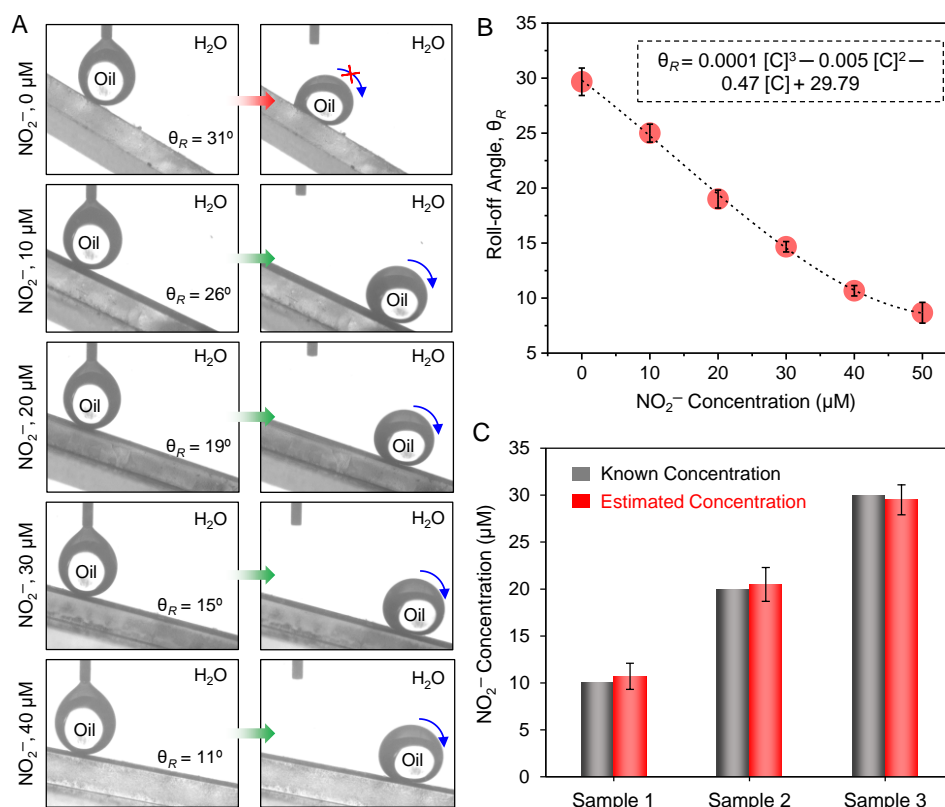 A
NO₂⁻, 0 µM
H₂O
Oil
θR = 31º
H₂O
Oil
NO₂⁻, 10 µM
H₂O
Oil
θR = 26º
H₂O
Oil
NO₂⁻, 20 µM
H₂O
Oil
θR = 19º
H₂O
Oil
NO₂⁻, 30 µM
H₂O
Oil
θR = 15º
H₂O
Oil
NO₂⁻, 40 µM
H₂O
Oil
θR = 11º
H₂O
Oil
B
θR = 0.0001 [C]³ – 0.005 [C]² –
0.47 [C] + 29.79
Roll-off Angle, θR
35
30
25
20
15
10
5
0 10 20 30 40 50
NO₂⁻ Concentration (µM)
C
Known Concentration
Estimated Concentration
NO₂⁻ Concentration (µM)
35
30
25
20
15
10
5
0
Sample 1 Sample 2 Sample 3